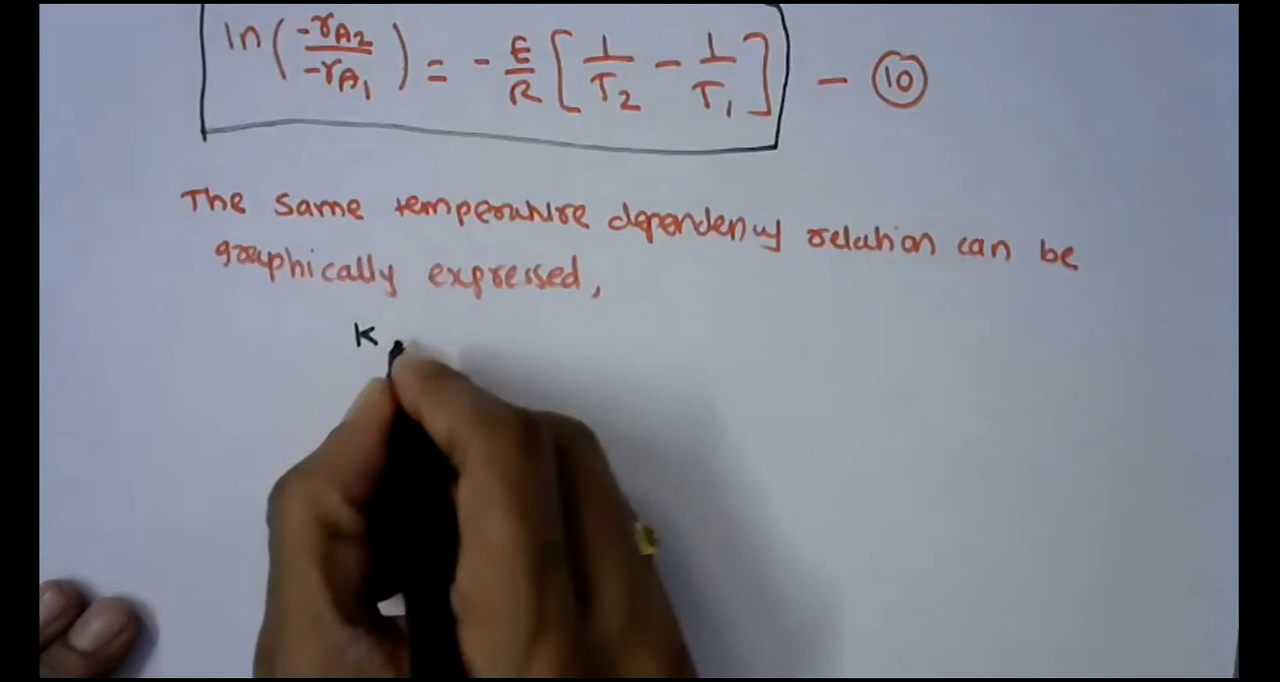 ln(-rA2/-rA1) = -E/R [1/T2 - 1/T1] - 10
The same temperature dependency relation can be
graphically expressed,
K